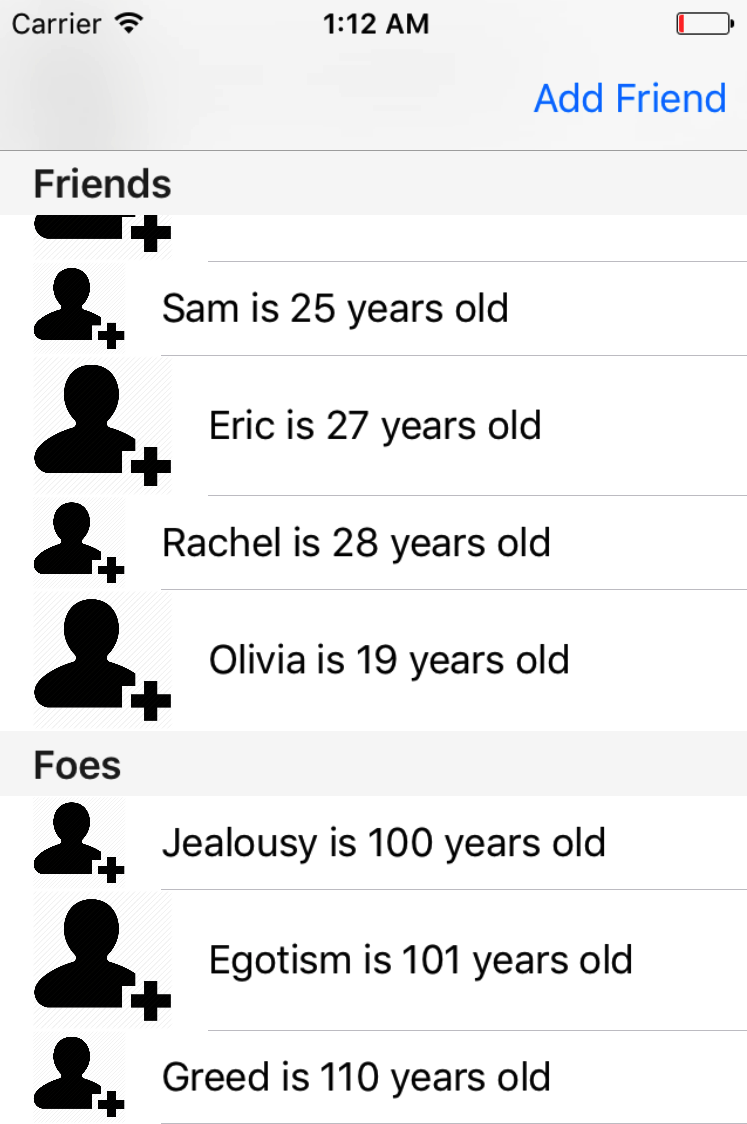 Carrier 1:12 AM
Add Friend
Friends
Sam is 25 years old
Eric is 27 years old
Rachel is 28 years old
Olivia is 19 years old
Foes
Jealousy is 100 years old
Egotism is 101 years old
Greed is 110 years old